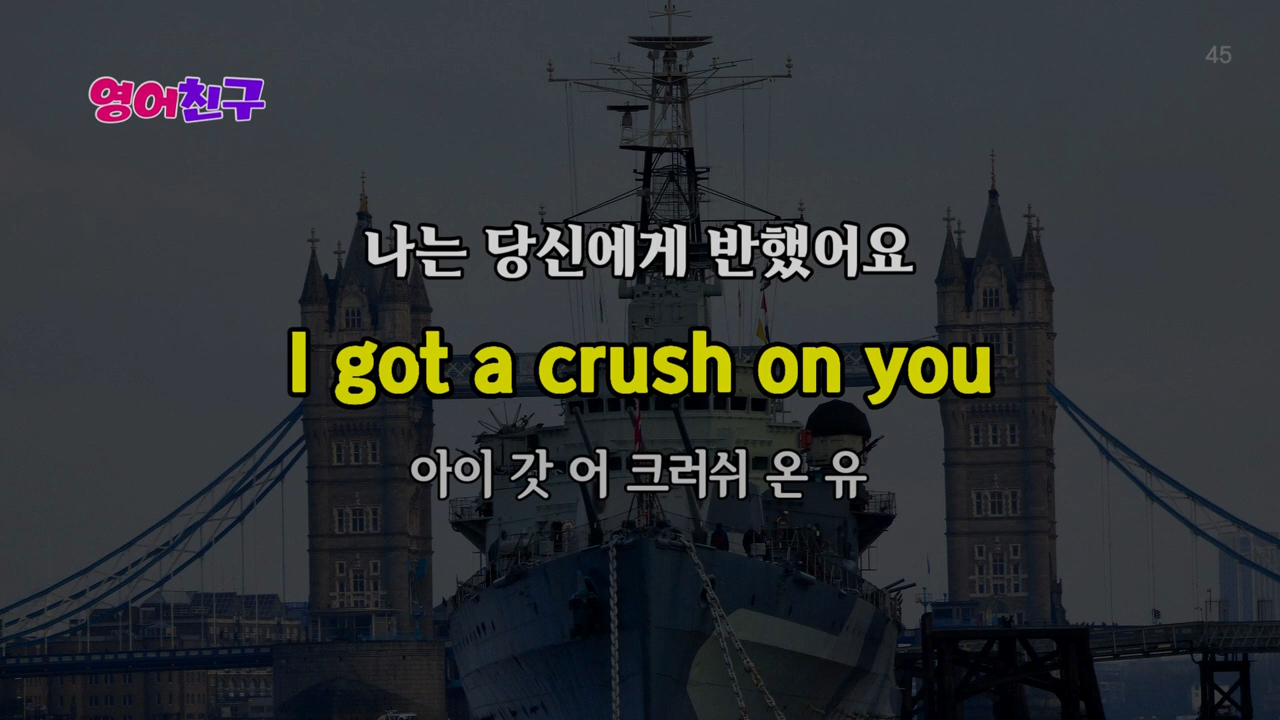 45
영어친구
나는 당신에게 반했어요
I got a crush on you
아이 갓 어 크러쉬 온 유